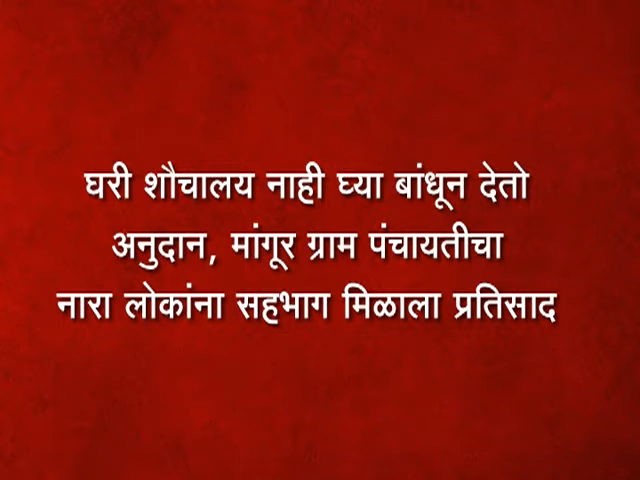 घरी शौचालय नाही घ्या बांधून देतो
अनुदान, मांगूर ग्राम पंचायतीचा
नारा लोकांना सहभाग मिळाला प्रतिसाद